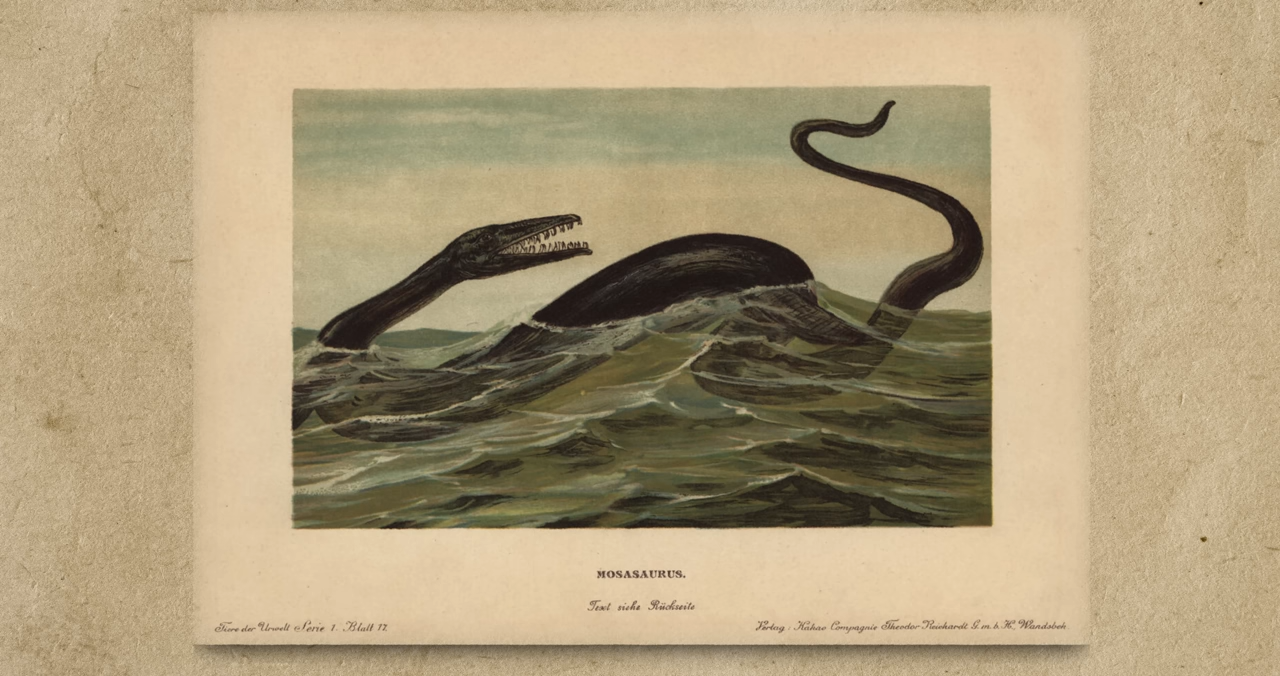 MOSASAURUS.
Text siehe Rückseite
Tiere der Urwelt Serie 1. Blatt 17
Verlag: Kakao Compagnie Theodor Reichardt G.m.b.H., Wandsbek